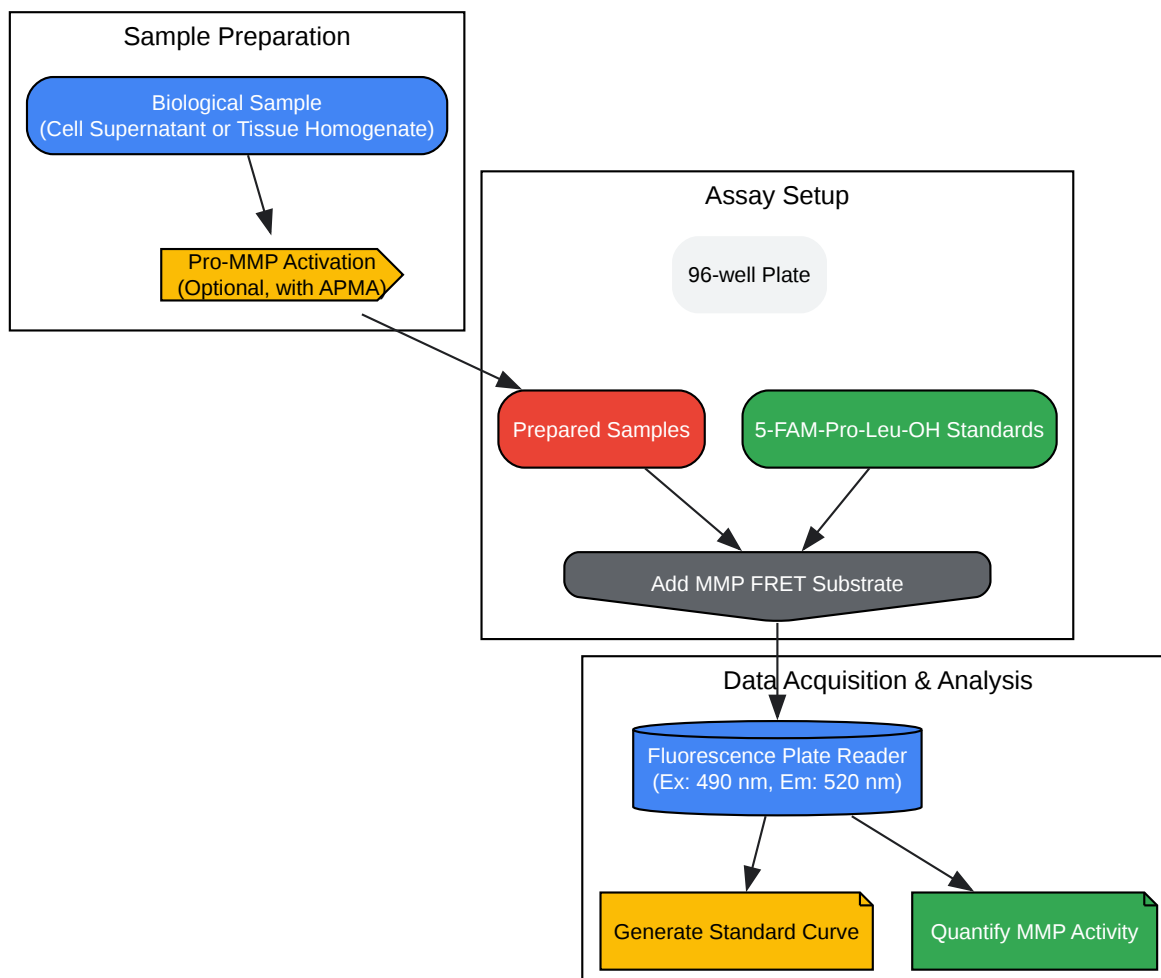 Sample Preparation
Biological Sample
(Cell Supernatant or Tissue Homogenate)
Pro-MMP Activation
(Optional, with APMA)
Assay Setup
96-well Plate
Prepared Samples
5-FAM-Pro-Leu-OH Standards
Add MMP FRET Substrate
Data Acquisition & Analysis
Fluorescence Plate Reader
(Ex: 490 nm, Em: 520 nm)
Generate Standard Curve
Quantify MMP Activity